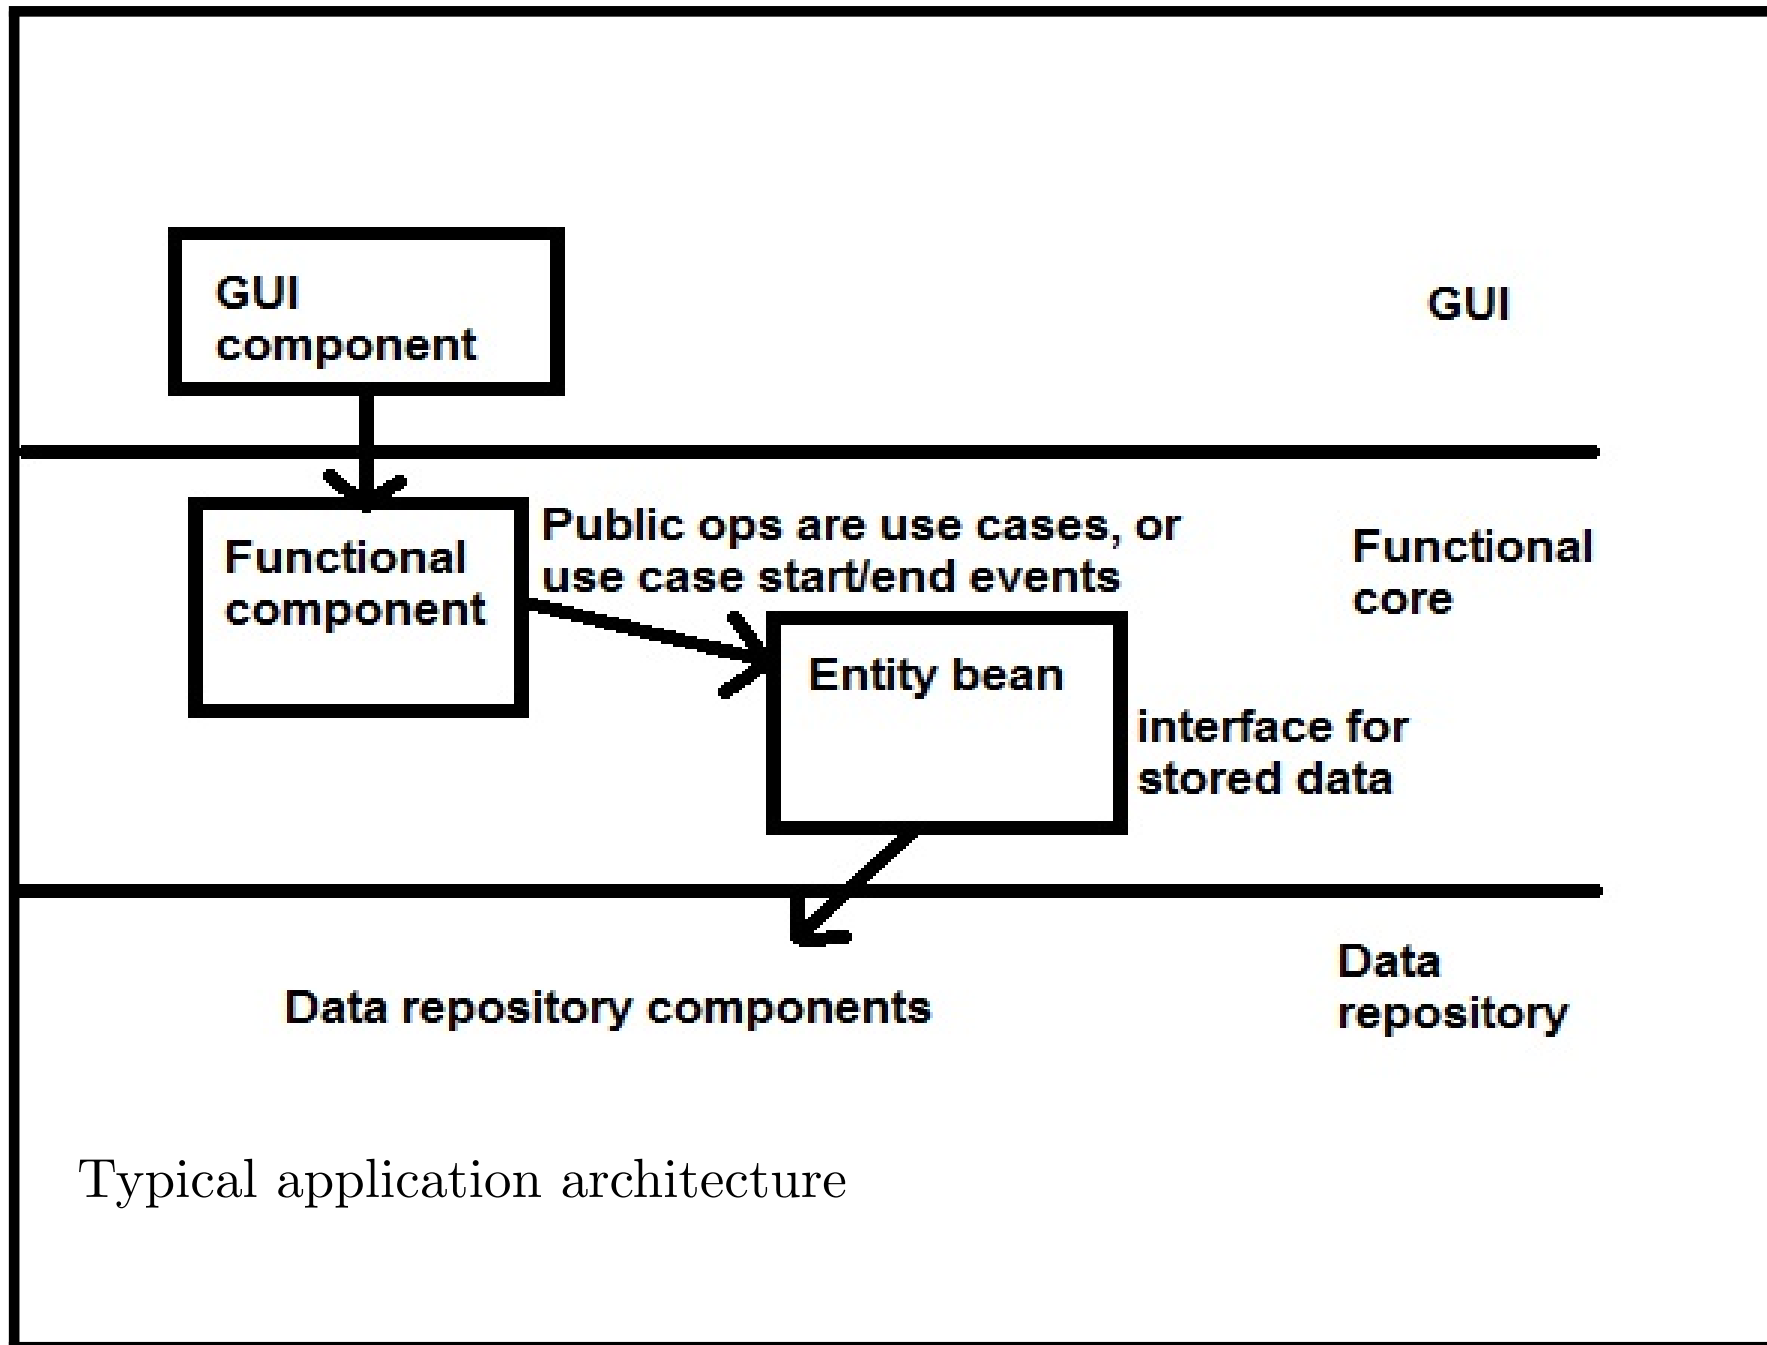 GUI
component
GUI
Functional
component
Public ops are use cases, or
use case start/end events
Functional
core
Entity bean
interface for
stored data
Data repository components
Data
repository
Typical application architecture